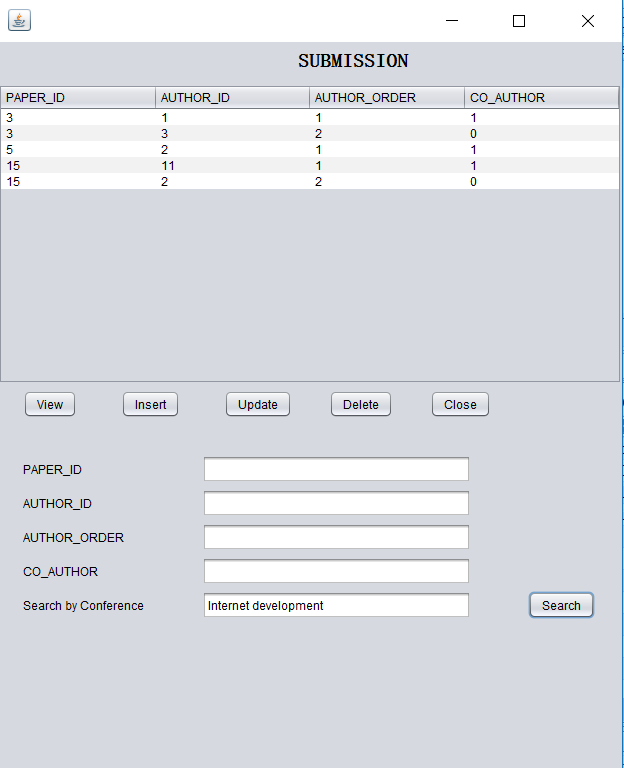 SUBMISSION
PAPER_ID AUTHOR_ID AUTHOR_ORDER CO_AUTHOR
3 1 1 1
3 3 2 0
5 2 1 1
15 11 1 1
15 2 2 0
View Insert Update Delete Close
PAPER_ID
AUTHOR_ID
AUTHOR_ORDER
CO_AUTHOR
Search by Conference Internet development Search